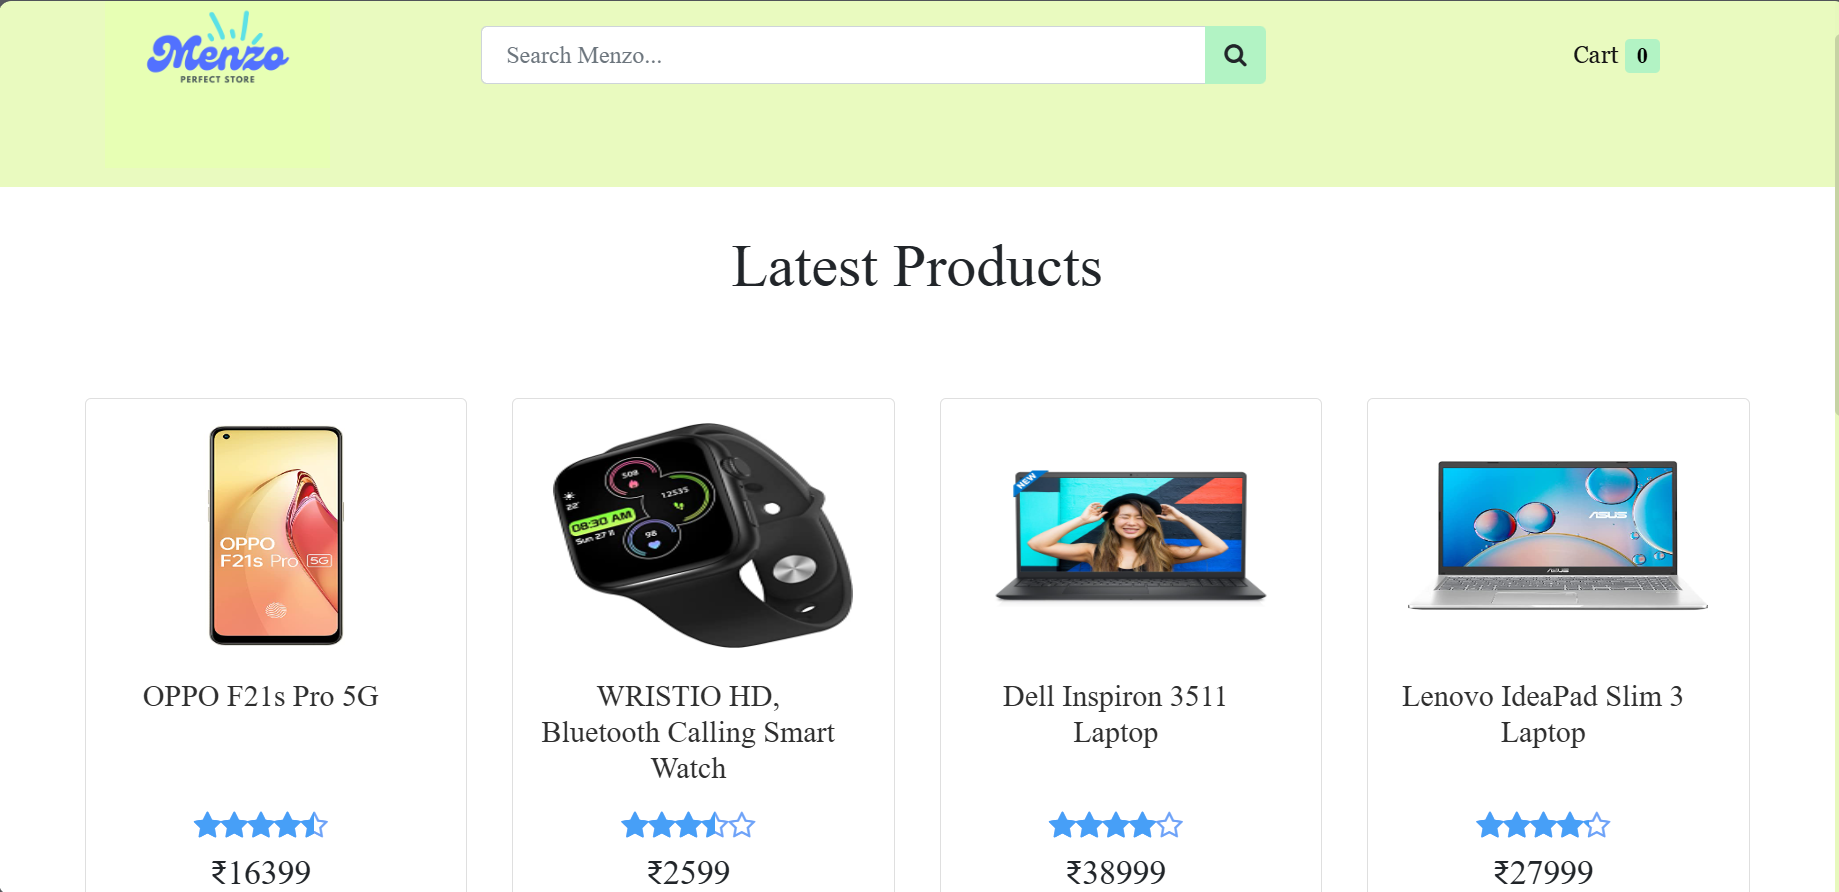 Menzo
PERFECT STORE
Search Menzo...
Cart 0
Latest Products
OPPO
F21s Pro 5G
508
12535
22°
08:30 AM
98
NEW
ASUS
ASUS
OPPO F21s Pro 5G
WRISTIO HD,
Bluetooth Calling Smart
Watch
Dell Inspiron 3511
Laptop
Lenovo IdeaPad Slim 3
Laptop
₹16399
₹2599
₹38999
₹27999